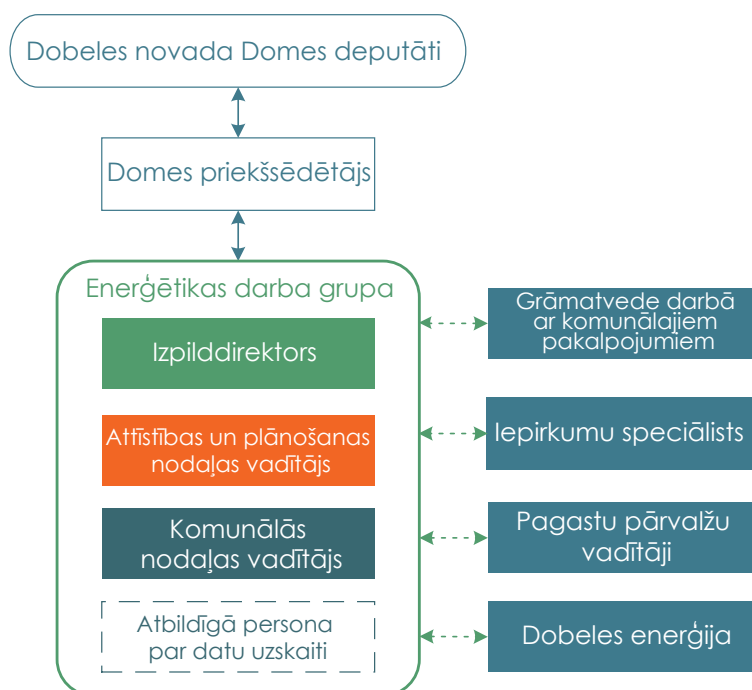 Dobeles novada Domes deputāti
Domes priekšsēdētājs
Enerģētikas darba grupa
Izpilddirektors
Attīstības un plānošanas
nodaļas vadītājs
Komunālās
nodaļas vadītājs
Atbildīgā persona
par datu uzskaiti
Grāmatvede darbā
ar komunālajiem
pakalpojumiem
Iepirkumu speciālists
Pagastu pārvalžu
vadītāji
Dobeles enerģija